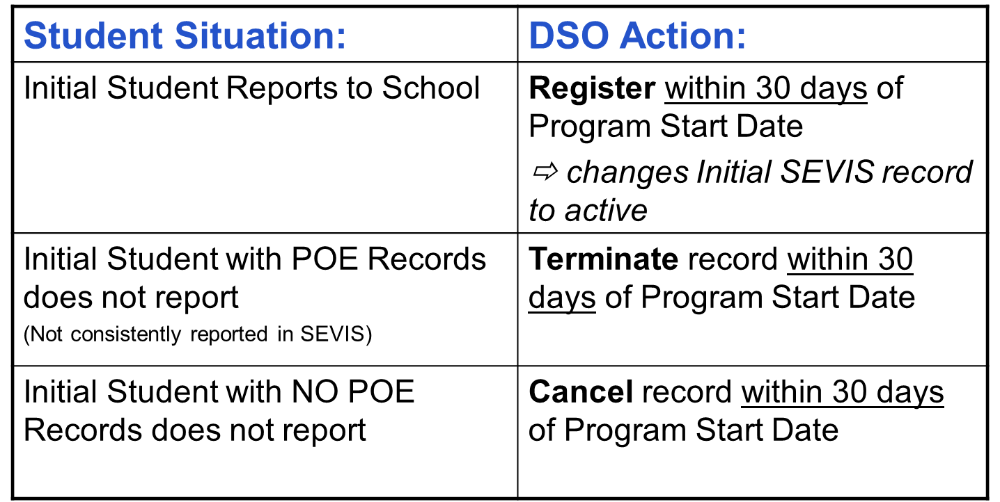 Student Situation:
DSO Action:
Initial Student Reports to School
Register within 30 days of
Program Start Date
⇨ changes Initial SEVIS record
to active
Initial Student with POE Records
does not report
(Not consistently reported in SEVIS)
Terminate record within 30
days of Program Start Date
Initial Student with NO POE
Records does not report
Cancel record within 30 days
of Program Start Date